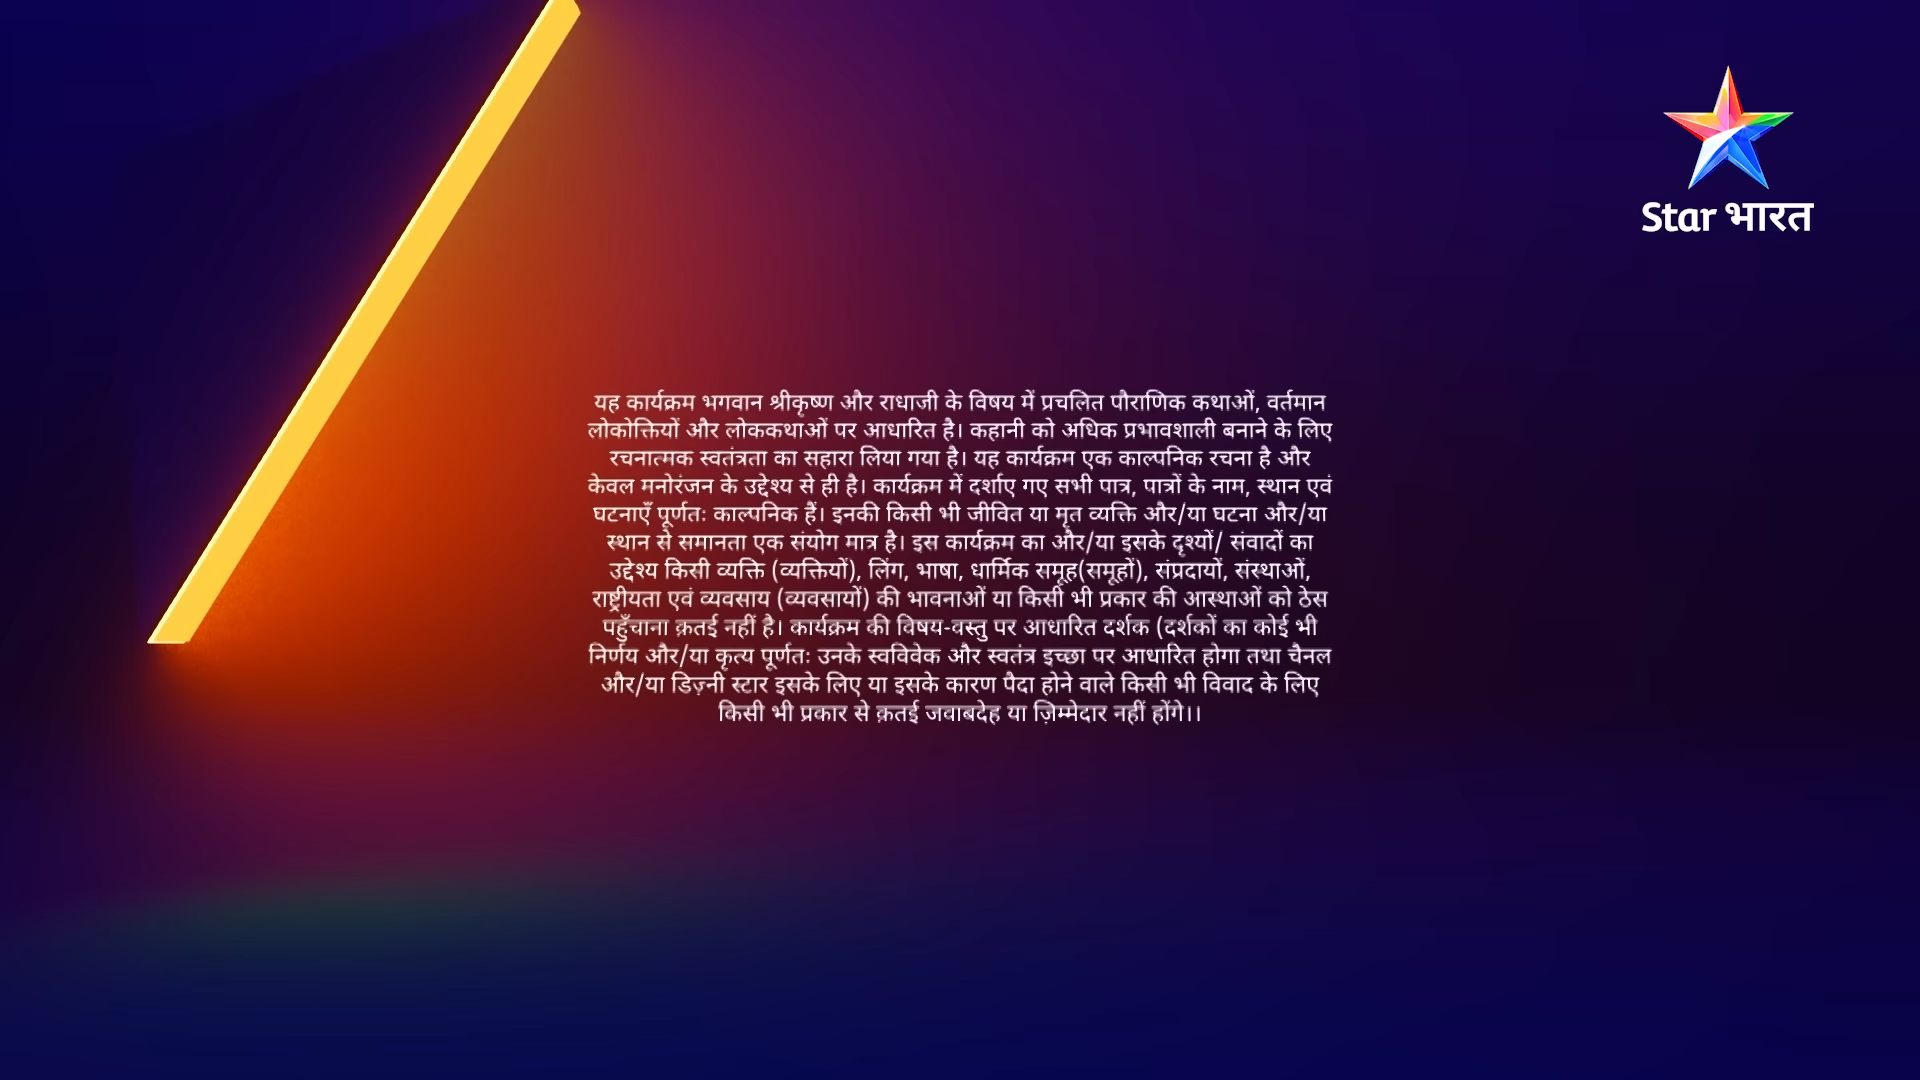 Star भारत
यह कार्यक्रम भगवान श्रीकृष्ण और राधाजी के विषय में प्रचलित पौराणिक कथाओं, वर्तमान
लोकोक्तियों और लोककथाओं पर आधारित है। कहानी को अधिक प्रभावशाली बनाने के लिए
रचनात्मक स्वतंत्रता का सहारा लिया गया है। यह कार्यक्रम एक काल्पनिक रचना है और
केवल मनोरंजन के उद्देश्य से ही है। कार्यक्रम में दर्शाए गए सभी पात्र, पात्रों के नाम, स्थान एवं
घटनाएँ पूर्णतः काल्पनिक हैं। इनकी किसी भी जीवित या मृत व्यक्ति और/या घटना और/या
स्थान से समानता एक संयोग मात्र है। इस कार्यक्रम का और/या इसके दृश्यों/ संवादों का
उद्देश्य किसी व्यक्ति (व्यक्तियों), लिंग, भाषा, धार्मिक समूह(समूहों), संप्रदायों, संस्थाओं,
राष्ट्रीयता एवं व्यवसाय (व्यवसायों) की भावनाओं या किसी भी प्रकार की आस्थाओं को ठेस
पहुँचाना क़तई नहीं है। कार्यक्रम की विषय-वस्तु पर आधारित दर्शक (दर्शकों का कोई भी
निर्णय और/या कृत्य पूर्णतः उनके स्वविवेक और स्वतंत्र इच्छा पर आधारित होगा तथा चैनल
और/या डिज़्नी स्टार इसके लिए या इसके कारण पैदा होने वाले किसी भी विवाद के लिए
किसी भी प्रकार से क़तई जवाबदेह या ज़िम्मेदार नहीं होंगे।।